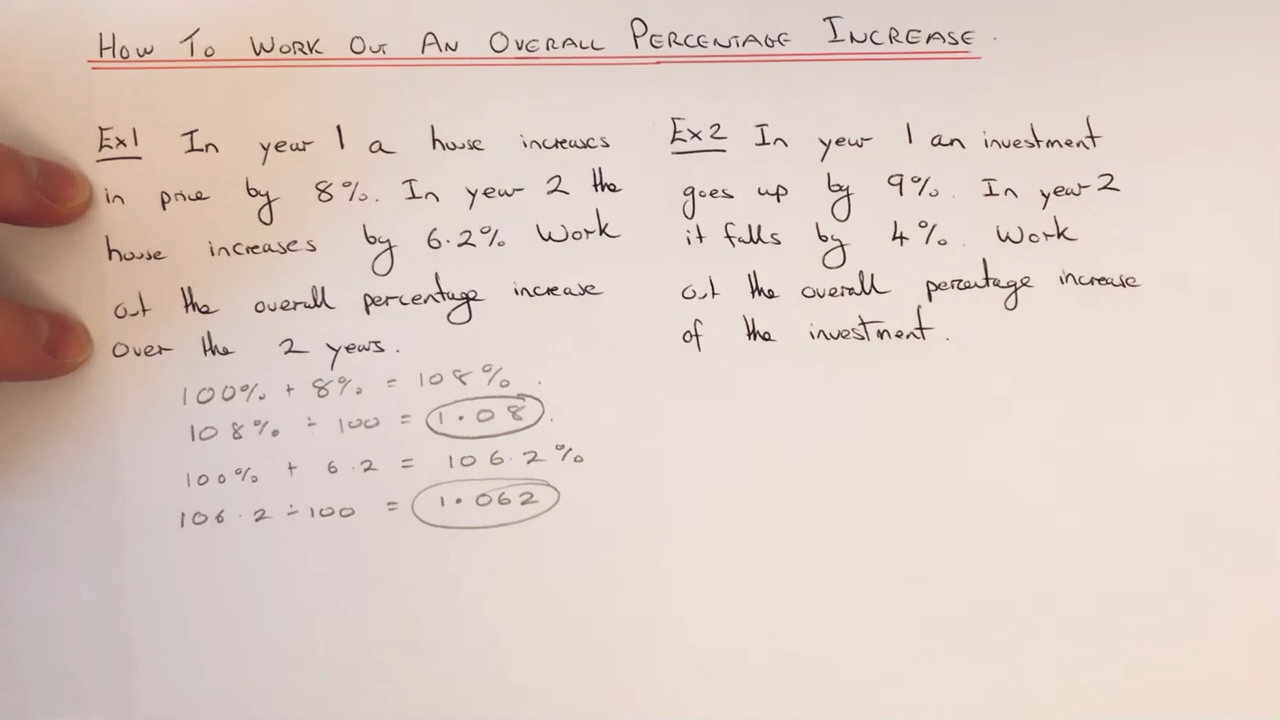 HOW TO WORK OUT AN OVERALL PERCENTAGE INCREASE.
Ex1 In year 1 a house increases
in price by 8%. In year 2 the
house increases by 6.2% Work
out the overall percentage increase
over the 2 years.
100% + 8% = 108%.
108% ÷ 100 = 1.08.
100% + 6.2 = 106.2%
106.2 ÷ 100 = 1.062
Ex2 In year 1 an investment
goes up by 9%. In year 2
it falls by 4%. Work
out the overall percentage increase
of the investment.